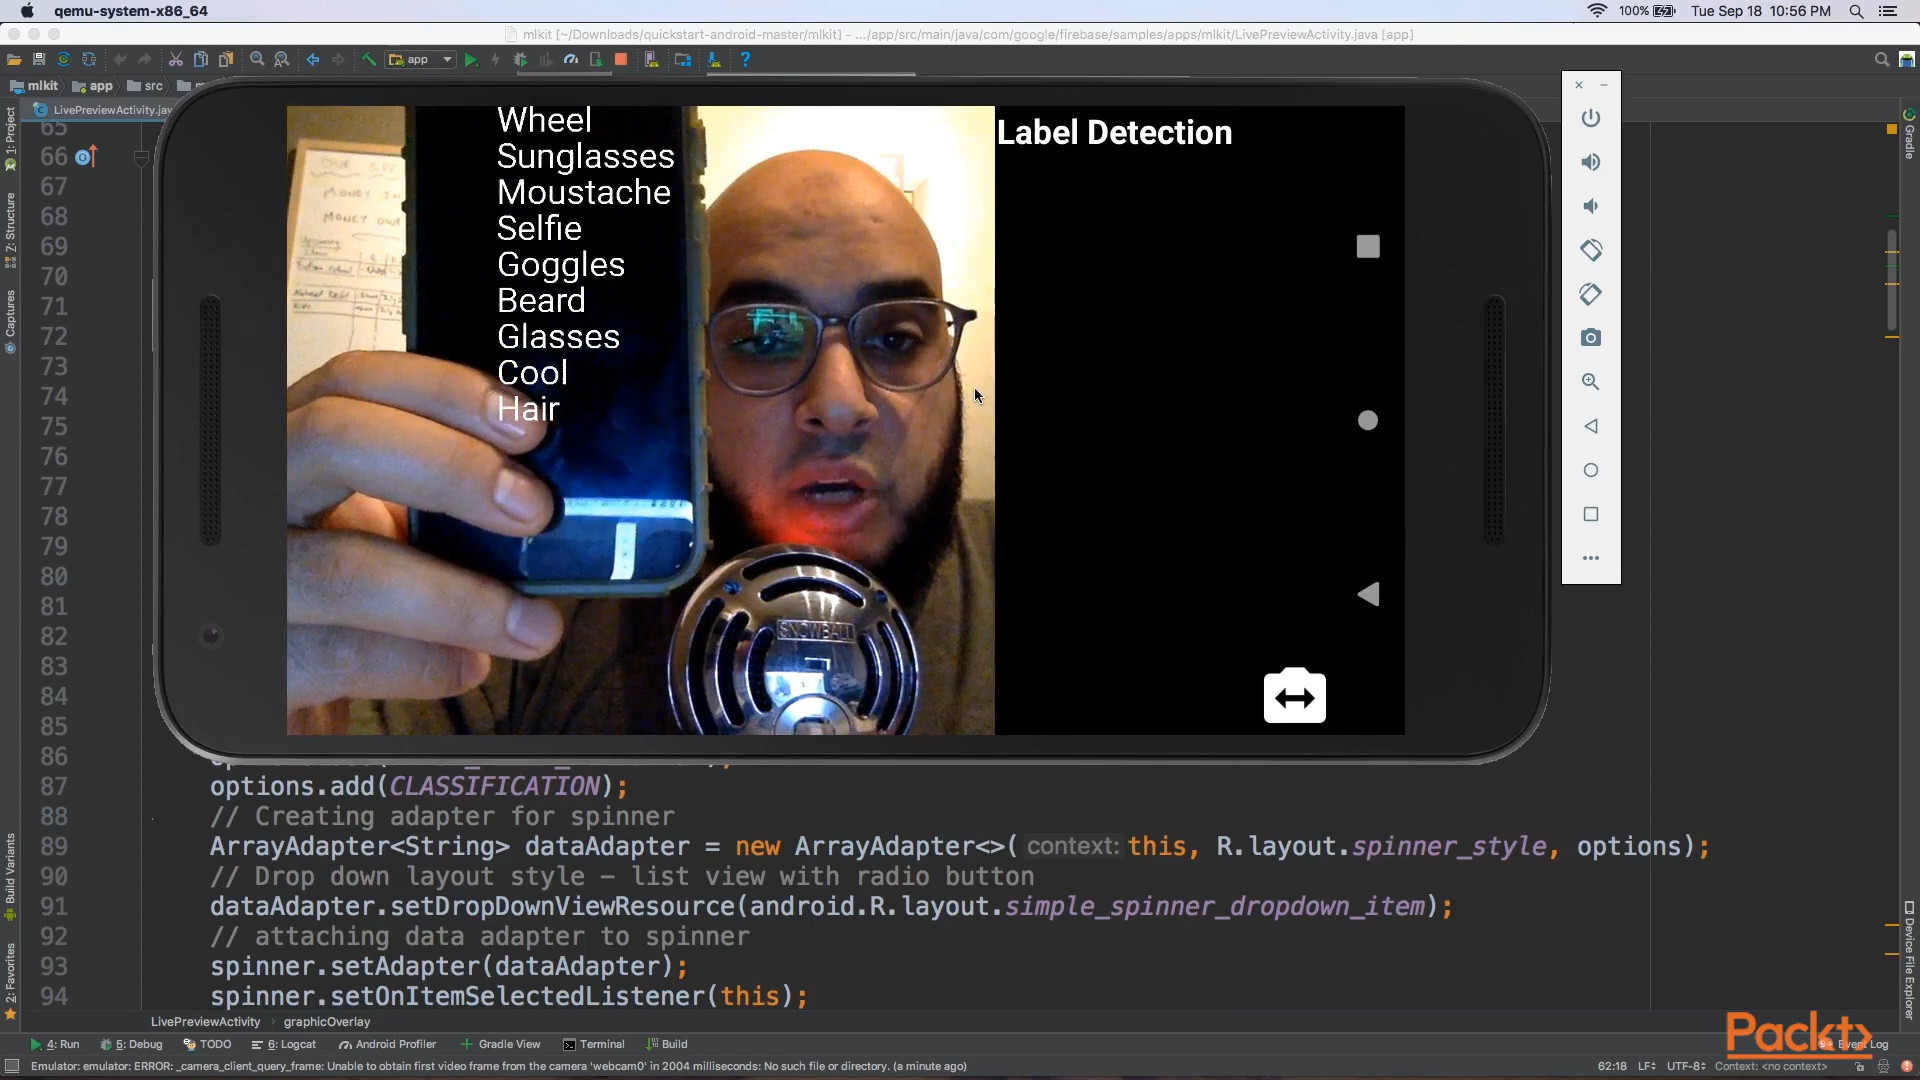 qemu-system-x86_64
100%
Tue Sep 18 10:56 PM
mlkit [~/Downloads/quickstart-android-master/mlkit] - .../app/src/main/java/com/google/firebase/samples/apps/mlkit/LivePreviewActivity.java [app]
app
mlkit
app
src
LivePreviewActivity.jav
1: Project
Z: Structure
Captures
Build Variants
2: Favorites
Gradle
Device File Explorer
Wheel
Sunglasses
Moustache
Selfie
Goggles
Beard
Glasses
Cool
Hair
Label Detection
MONEY
MONEY OWE
SNOWBALL
65
66
67
68
69
70
71
72
73
74
75
76
77
78
79
80
81
82
83
84
85
86
87 options.add(CLASSIFICATION);
88 // Creating adapter for spinner
89 ArrayAdapter<String> dataAdapter = new ArrayAdapter<>( context: this, R.layout.spinner_style, options);
90 // Drop down layout style – list view with radio button
91 dataAdapter.setDropDownViewResource(android.R.layout.simple_spinner_dropdown_item);
92 // attaching data adapter to spinner
93 spinner.setAdapter(dataAdapter);
94 spinner.setOnItemSelectedListener(this);
LivePreviewActivity › graphicOverlay
4: Run
5: Debug
TODO
6: Logcat
Android Profiler
Gradle View
Terminal
Build
Event Log
Packt
Emulator: emulator: ERROR: _camera_client_query_frame: Unable to obtain first video frame from the camera 'webcam0' in 2004 milliseconds: No such file or directory. (a minute ago)
62:18 LF÷ UTF-8÷ Context: <no context>